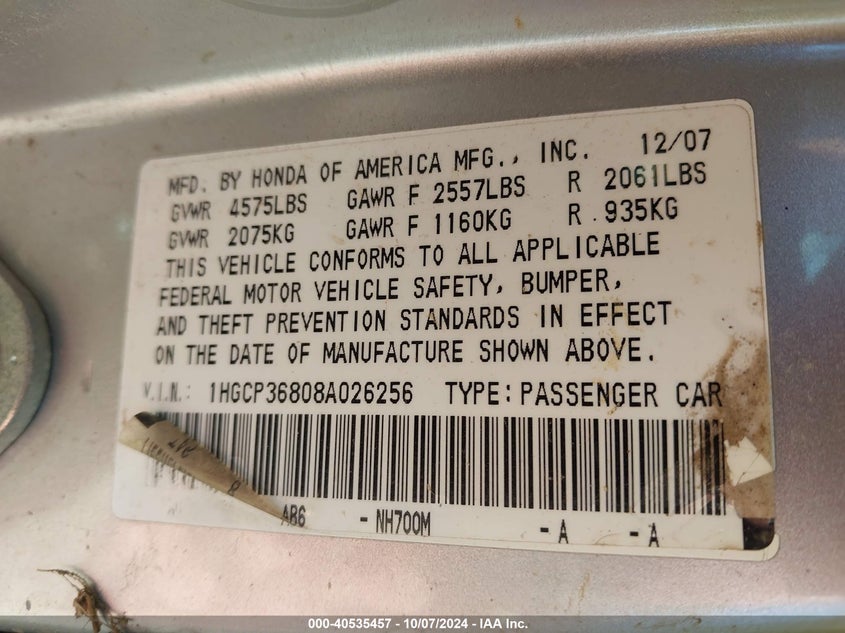 MFD. BY HONDA OF AMERICA MFG., INC. 12/07
GVWR 4575LBS GAWR F 2557LBS R 2061LBS
GVWR 2075KG GAWR F 1160KG R 935KG
THIS VEHICLE CONFORMS TO ALL APPLICABLE
FEDERAL MOTOR VEHICLE SAFETY, BUMPER,
AND THEFT PREVENTION STANDARDS IN EFFECT
ON THE DATE OF MANUFACTURE SHOWN ABOVE.
V.I.N.: 1HGCP36808A026256 TYPE: PASSENGER CAR
AB6 - NH700M - A - A
000-40535457 - 10/07/2024 - IAA Inc.